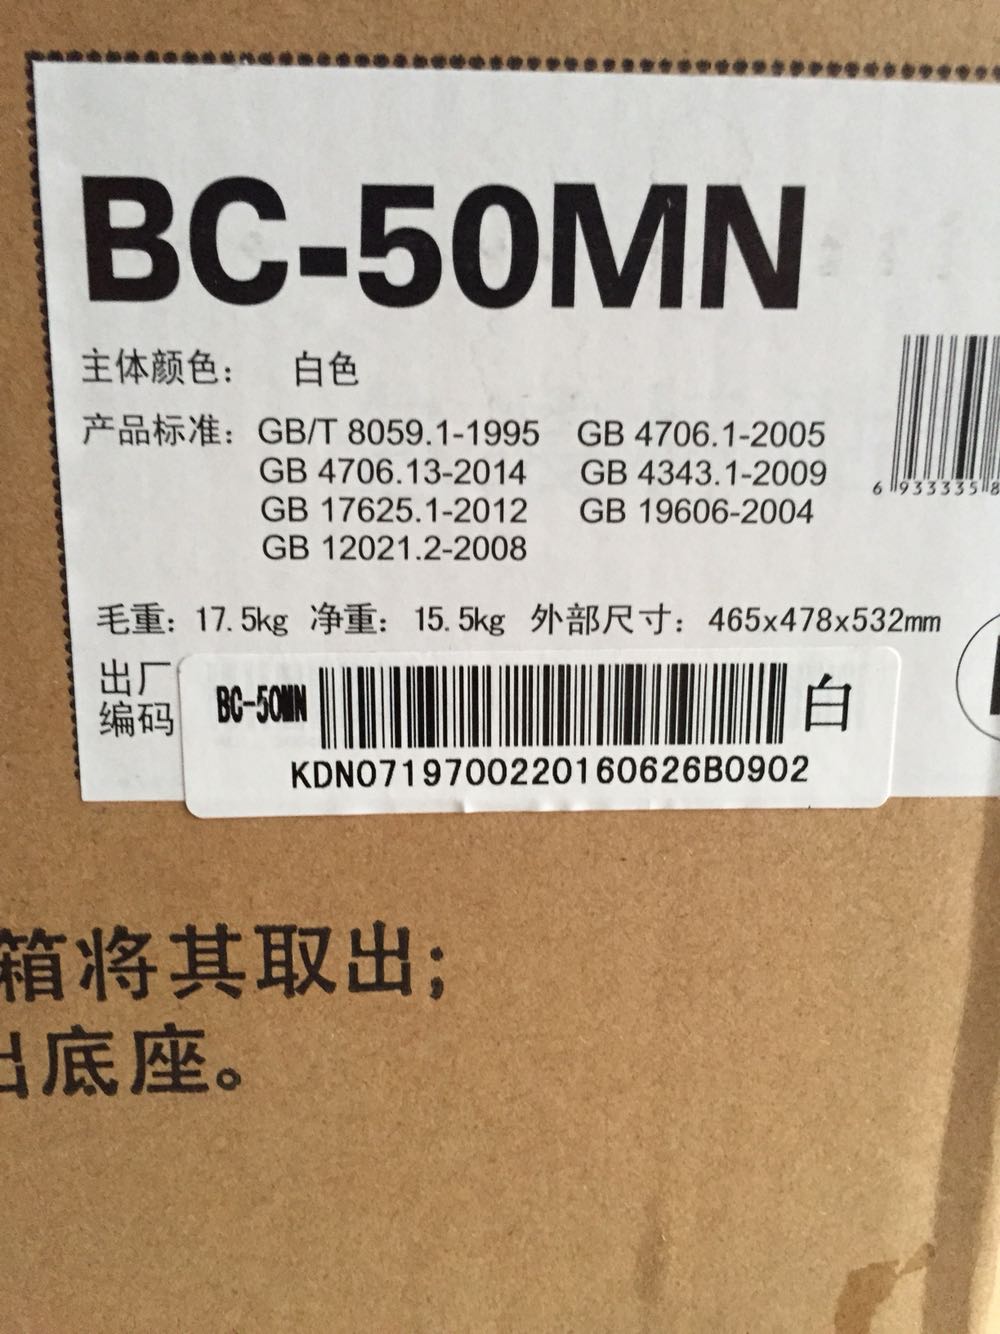 BC-50MN
主体颜色： 白色
产品标准：GB/T 8059.1-1995 GB 4706.1-2005
GB 4706.13-2014 GB 4343.1-2009
GB 17625.1-2012 GB 19606-2004
GB 12021.2-2008
6 933335 8
毛重：17.5kg 净重：15.5kg 外部尺寸：465x478x532mm
出厂
编码
BC-50MN 白
KDN0719700220160626B0902
箱将其取出；
出底座。